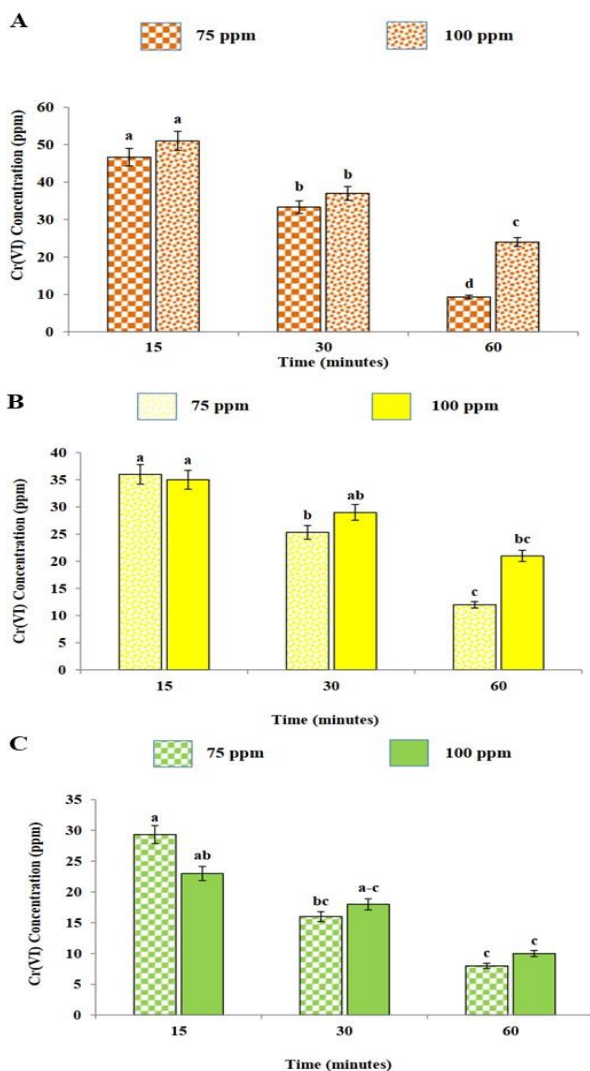 A
75 ppm 100 ppm
Cr(VI) Concentration (ppm)
60
50
40
30
20
10
0
a a b b d c
15 30 60
Time (minutes)
B
75 ppm 100 ppm
Cr(VI) Concentration (ppm)
40
35
30
25
20
15
10
5
0
a a b ab c bc
15 30 60
Time (minutes)
C
75 ppm 100 ppm
Cr(VI) Concentration (ppm)
35
30
25
20
15
10
5
0
a ab bc a-c c c
15 30 60
Time (minutes)